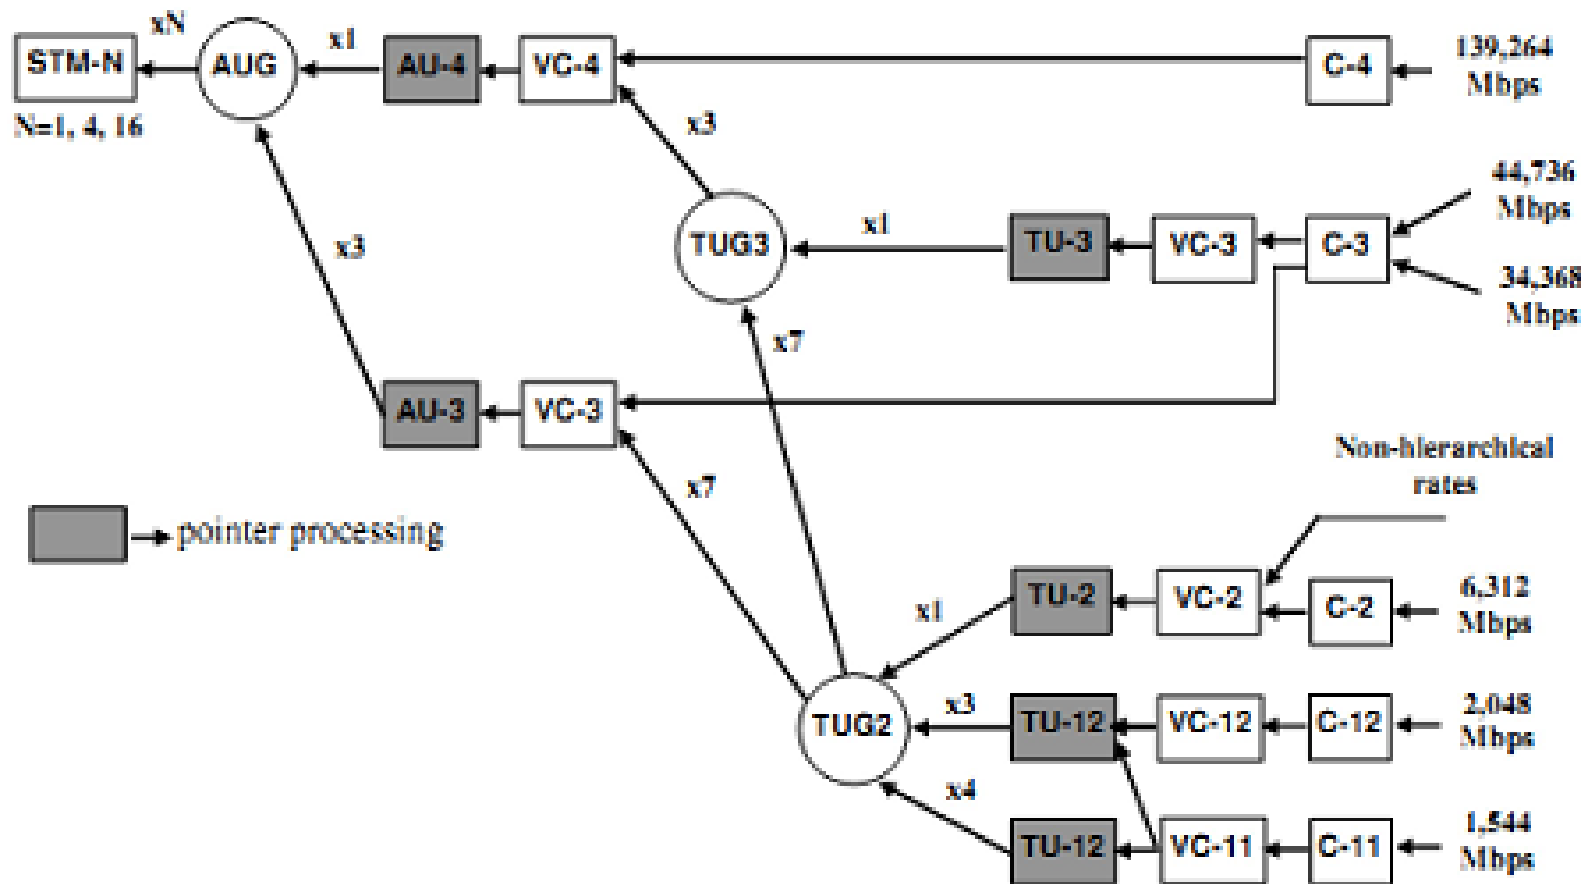 xN
x1
STM-N
AUG
AU-4
VC-4
C-4
139,264
Mbps
N=1, 4, 16
x3
44,736
Mbps
x3
TUG3
x1
TU-3
VC-3
C-3
34,368
Mbps
x7
AU-3
VC-3
Non-hierarchical
rates
x7
pointer processing
x1
TU-2
VC-2
C-2
6,312
Mbps
TUG2
x3
TU-12
VC-12
C-12
2,048
Mbps
x4
TU-12
VC-11
C-11
1,544
Mbps